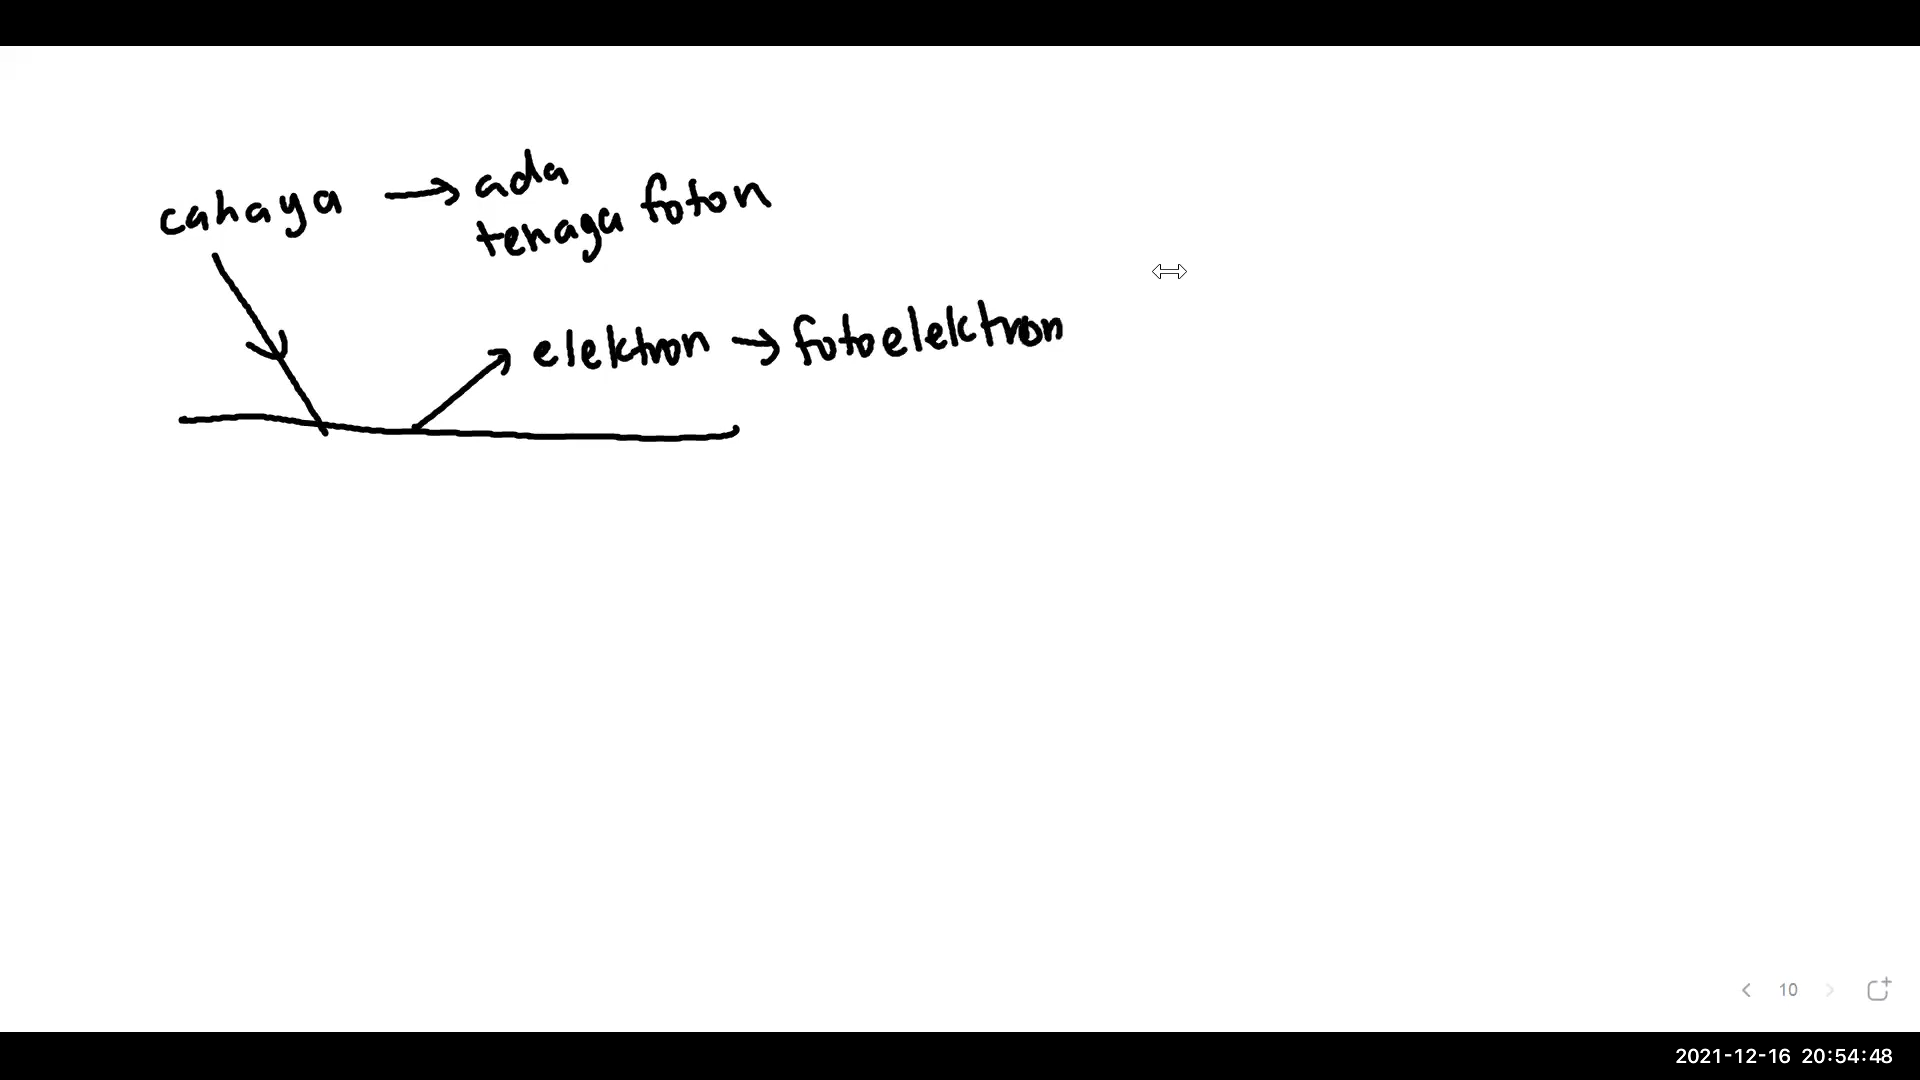 cahaya → ada
tenaga foton
elektron → fotoelektron
10
2021-12-16 20:54:48